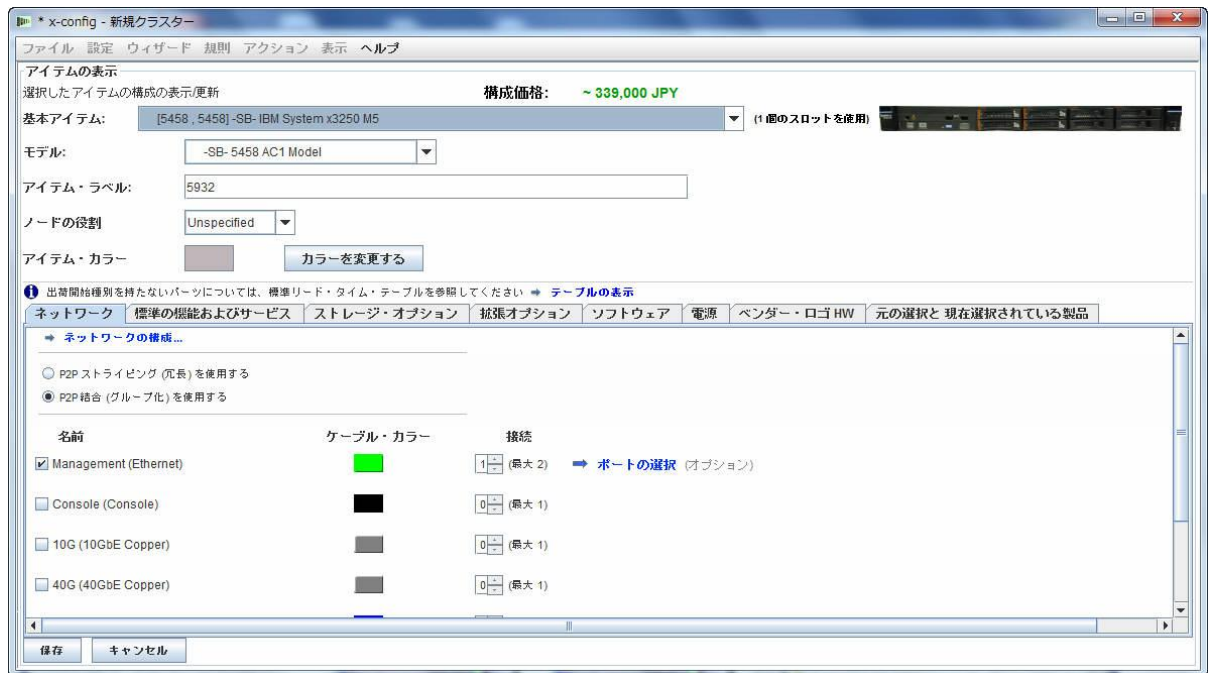 * x-config - 新規クラスター
ファイル 設定 ウィザード 規則 アクション 表示 ヘルプ
アイテムの表示
選択したアイテムの構成の表示/更新 構成価格: ~ 339,000 JPY
基本アイテム: [5458 , 5458] -SB- IBM System x3250 M5 (1 個のスロットを使用)
モデル: -SB- 5458 AC1 Model
アイテム・ラベル: 5932
ノードの役割 Unspecified
アイテム・カラー カラーを変更する
出荷開始種別を持たないパーツについては、標準リード・タイム・テーブルを参照してください ➡ テーブルの表示
ネットワーク 標準の機能およびサービス ストレージ・オプション 拡張オプション ソフトウェア 電源 ベンダー・ロゴ HW 元の選択と 現在選択されている製品
➡ ネットワークの構成...
P2P ストライピング (冗長) を使用する
P2P 結合 (グループ化) を使用する
名前 ケーブル・カラー 接続
Management (Ethernet) 1 (最大 2) ➡ ポートの選択 (オプション)
Console (Console) 0 (最大 1)
10G (10GbE Copper) 0 (最大 1)
40G (40GbE Copper) 0 (最大 1)
保存 キャンセル